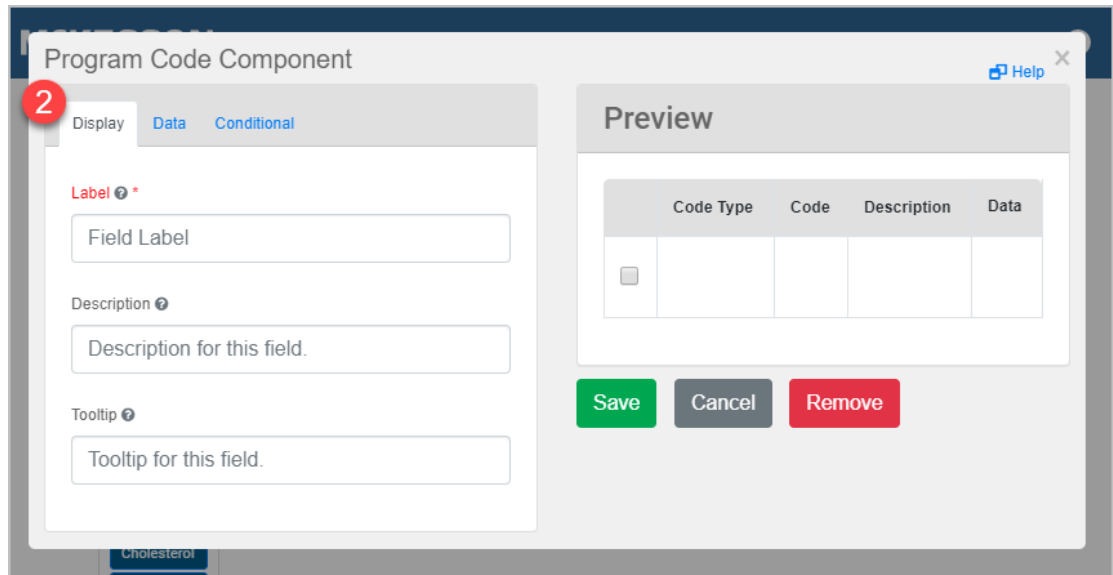 Program Code Component
Help
×
2
Display Data Conditional
Label *
Field Label
Description
Description for this field.
Tooltip
Tooltip for this field.
Preview
Code Type Code Description Data
Save Cancel Remove
Cholesterol